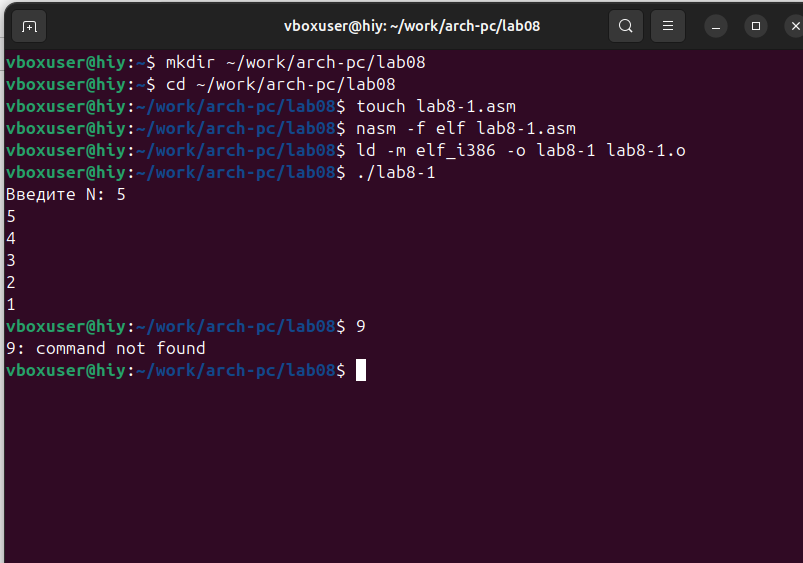 vboxuser@hiy: ~/work/arch-pc/lab08
vboxuser@hiy:~$ mkdir ~/work/arch-pc/lab08
vboxuser@hiy:~$ cd ~/work/arch-pc/lab08
vboxuser@hiy:~/work/arch-pc/lab08$ touch lab8-1.asm
vboxuser@hiy:~/work/arch-pc/lab08$ nasm -f elf lab8-1.asm
vboxuser@hiy:~/work/arch-pc/lab08$ ld -m elf_i386 -o lab8-1 lab8-1.o
vboxuser@hiy:~/work/arch-pc/lab08$ ./lab8-1
Введите N: 5
5
4
3
2
1
vboxuser@hiy:~/work/arch-pc/lab08$ 9
9: command not found
vboxuser@hiy:~/work/arch-pc/lab08$